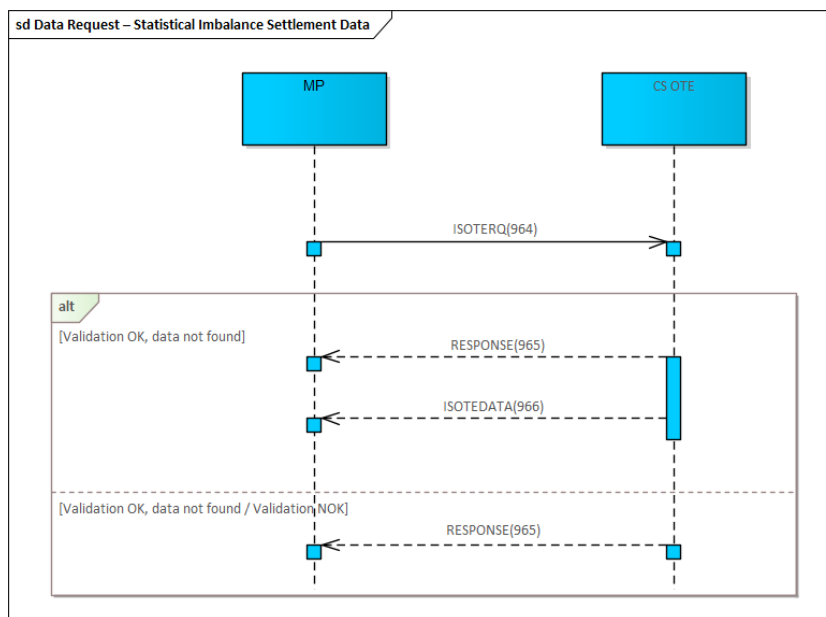 sd Data Request – Statistical Imbalance Settlement Data
MP
CS OTE
ISOTERQ(964)
alt
[Validation OK, data not found]
RESPONSE(965)
ISOTEDATA(966)
[Validation OK, data not found / Validation NOK]
RESPONSE(965)